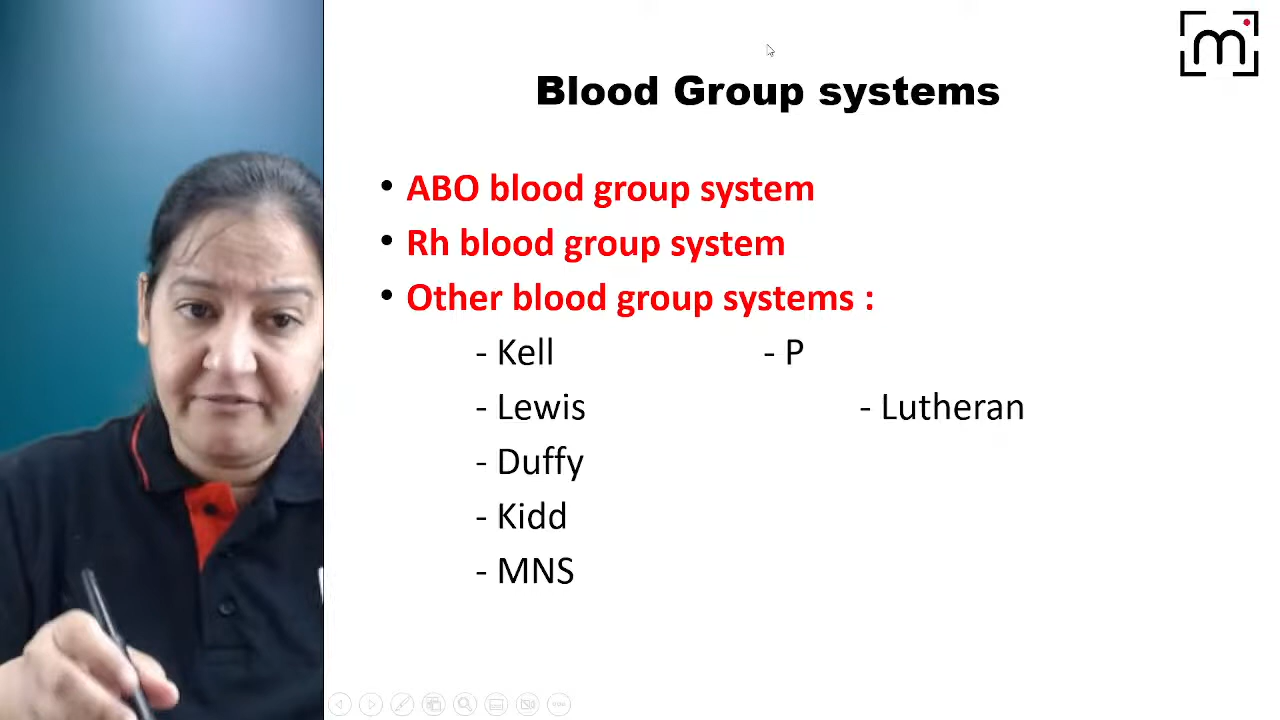 Blood Group systems
• ABO blood group system
• Rh blood group system
• Other blood group systems :
- Kell - P
- Lewis - Lutheran
- Duffy
- Kidd
- MNS
m